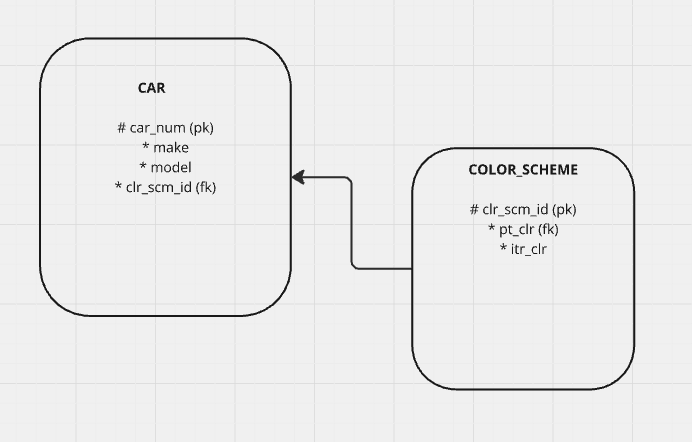 CAR
# car_num (pk)
* make
* model
* clr_scm_id (fk)
COLOR_SCHEME
# clr_scm_id (pk)
* pt_clr (fk)
* itr_clr